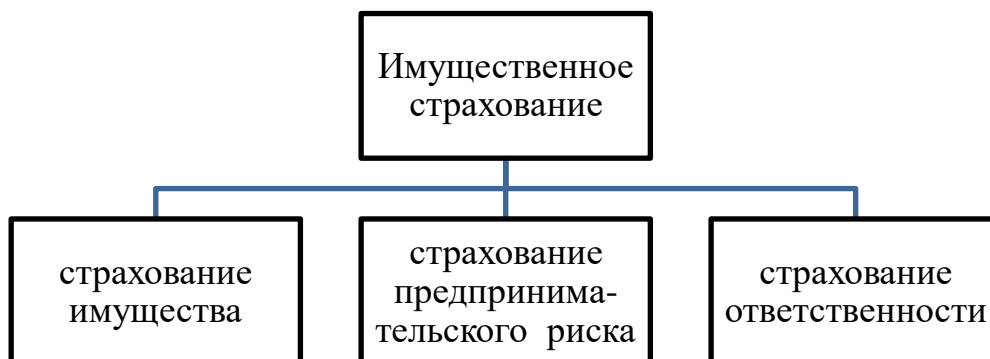 Имущественное
страхование
страхование
имущества
страхование
предпринима-
тельского риска
страхование
ответственности